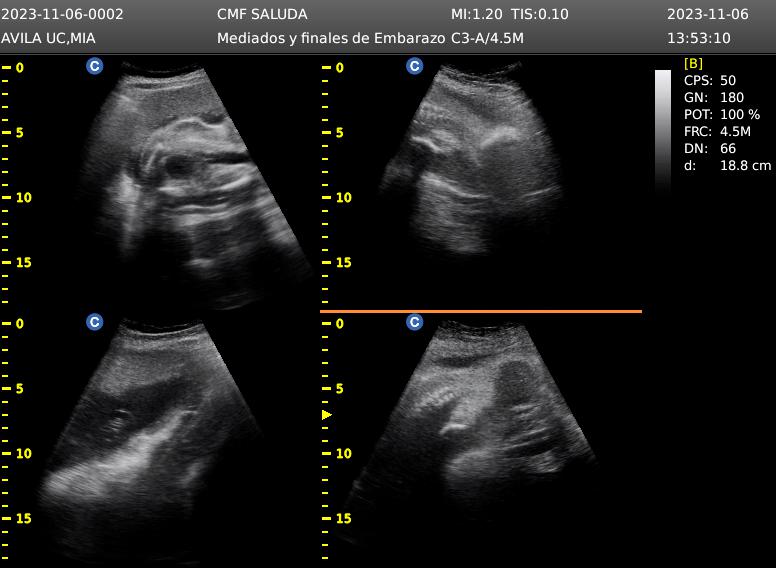 2023-11-06-0002 CMF SALUDA MI:1.20 TIS:0.10 2023-11-06
AVILA UC,MIA Mediados y finales de Embarazo C3-A/4.5M 13:53:10
[B]
CPS: 50
GN: 180
POT: 100 %
FRC: 4.5M
DN: 66
d: 18.8 cm
C
0
5
10
15
C
0
5
10
15
C
0
5
10
15
C
0
5
10
15